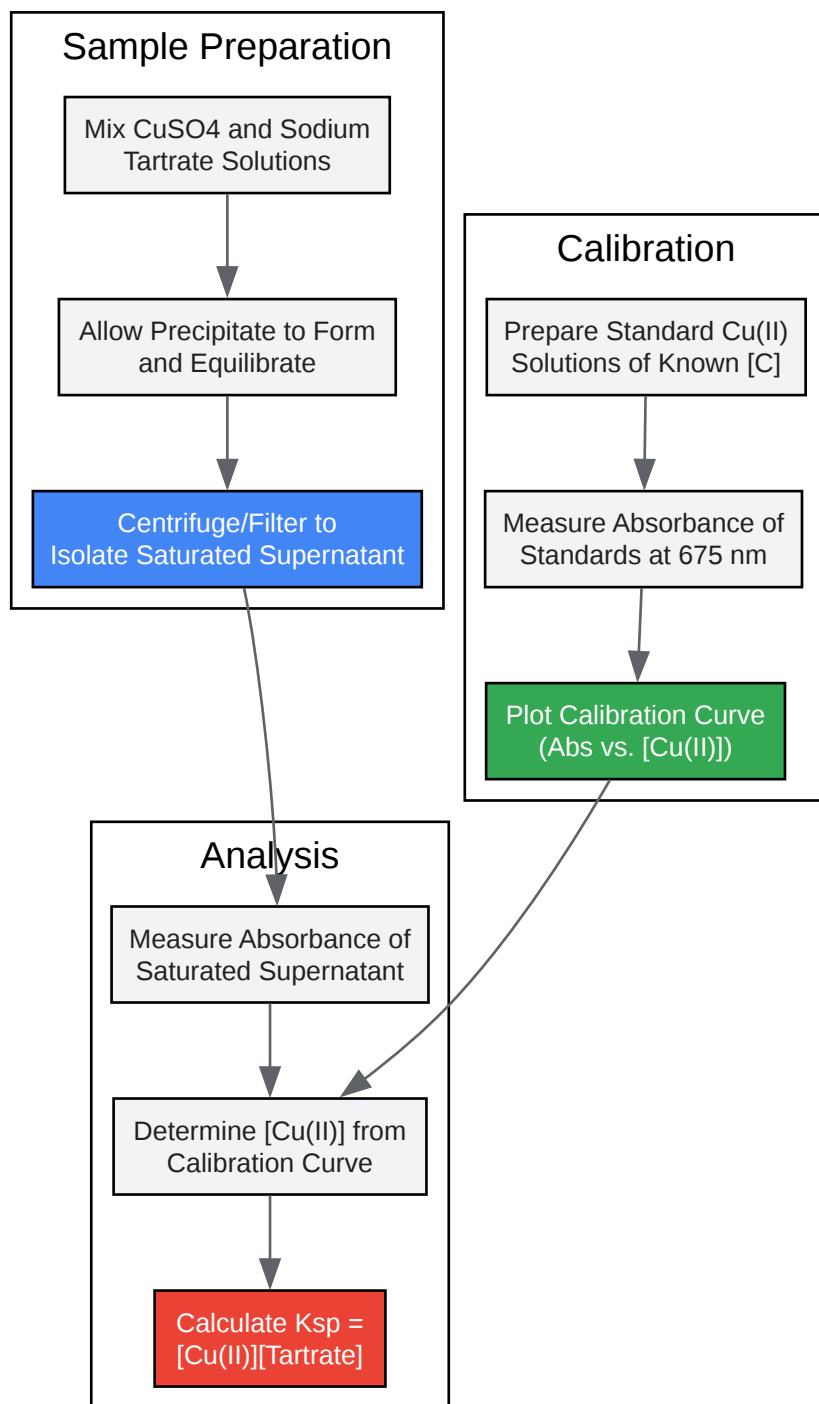 Sample Preparation
Mix CuSO4 and Sodium
Tartrate Solutions
Allow Precipitate to Form
and Equilibrate
Centrifuge/Filter to
Isolate Saturated Supernatant
Calibration
Prepare Standard Cu(II)
Solutions of Known [C]
Measure Absorbance of
Standards at 675 nm
Plot Calibration Curve
(Abs vs. [Cu(II)])
Analysis
Measure Absorbance of
Saturated Supernatant
Determine [Cu(II)] from
Calibration Curve
Calculate Ksp =
[Cu(II)][Tartrate]